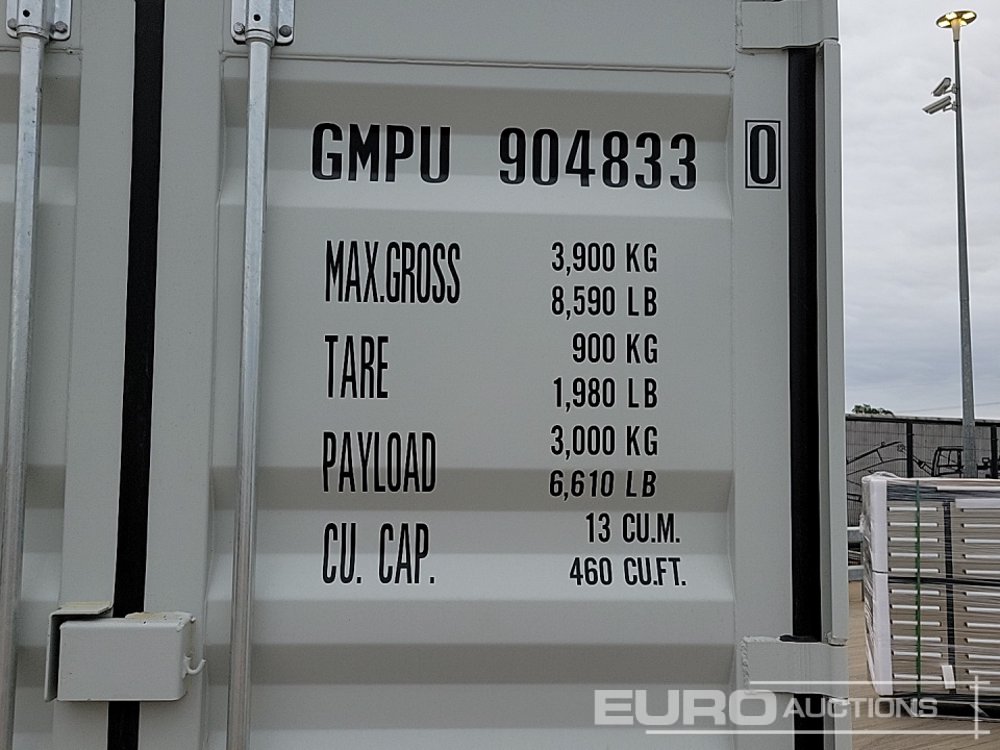 GMPU 904833 0
MAX.GROSS 3,900 KG
8,590 LB
TARE 900 KG
1,980 LB
PAYLOAD 3,000 KG
6,610 LB
CU. CAP. 13 CU.M.
460 CU.FT.
EURO AUCTIONS